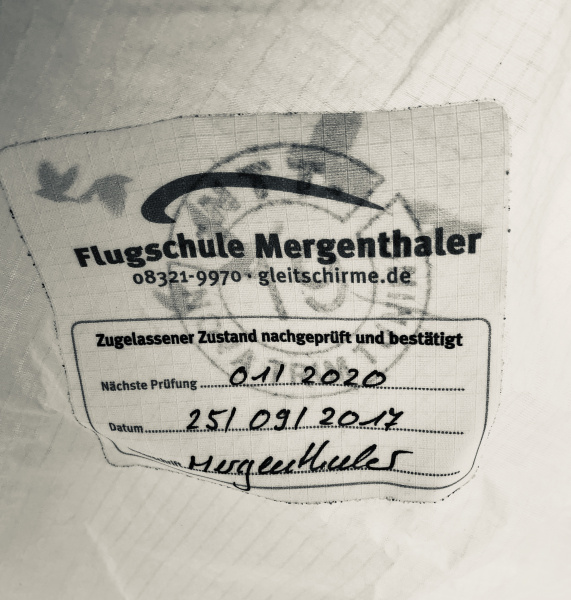 Flugschule Mergenthaler
08321-9970 · gleitschirme.de
Zugelassener Zustand nachgeprüft und bestätigt
Nächste Prüfung 01/ 2020
Datum 25/ 09/ 2017
Mergenthaler